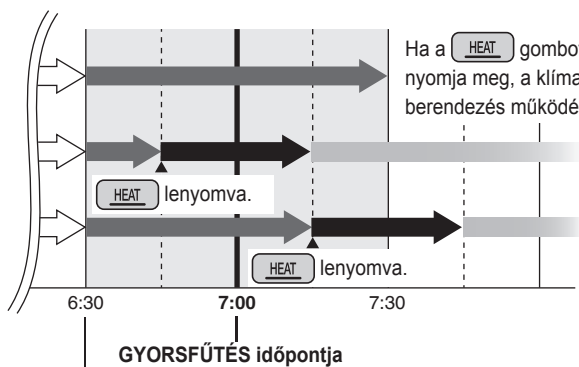 Ha a HEAT gombo
nyomja meg, a klíma
berendezés működé
HEAT lenyomva.
HEAT lenyomva.
6:30 7:00 7:30
GYORSFŰTÉS időpontja